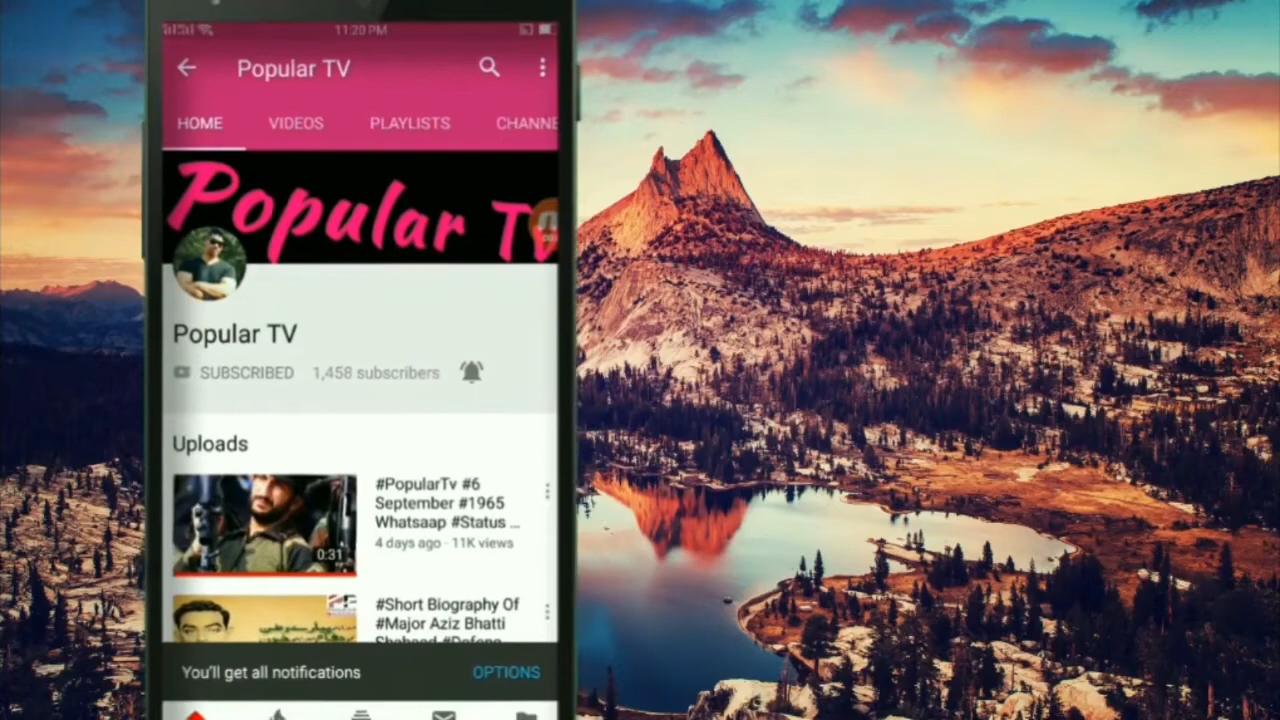 11:20 PM
Popular TV
HOME VIDEOS PLAYLISTS CHANNE
Popular TV
Popular TV
SUBSCRIBED 1,458 subscribers
Uploads
#PopularTv #6
September #1965
Whatsaap #Status ...
4 days ago · 11K views
0:31
#Short Biography Of
#Major Aziz Bhatti
Shaheed #Defenc
You'll get all notifications OPTIONS